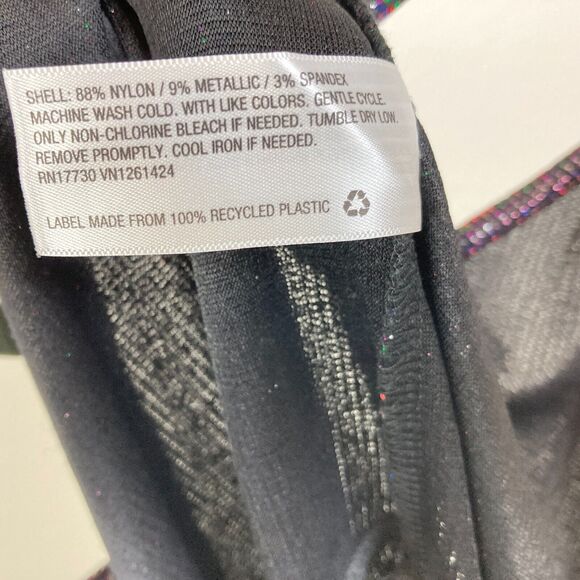 SHELL: 88% NYLON / 9% METALLIC / 3% SPANDEX
MACHINE WASH COLD. WITH LIKE COLORS. GENTLE CYCLE.
ONLY NON-CHLORINE BLEACH IF NEEDED. TUMBLE DRY LOW.
REMOVE PROMPTLY. COOL IRON IF NEEDED.
RN17730 VN1261424
LABEL MADE FROM 100% RECYCLED PLASTIC